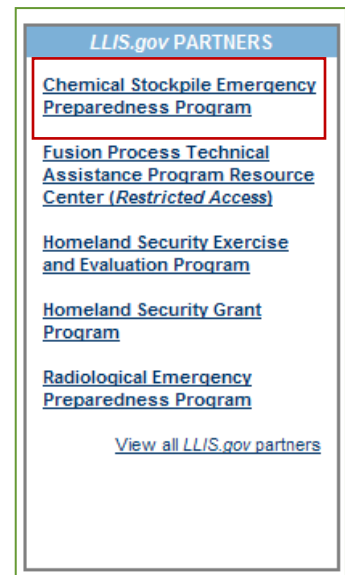 LLIS.gov PARTNERS
Chemical Stockpile Emergency
Preparedness Program
Fusion Process Technical
Assistance Program Resource
Center (Restricted Access)
Homeland Security Exercise
and Evaluation Program
Homeland Security Grant
Program
Radiological Emergency
Preparedness Program
View all LLIS.gov partners